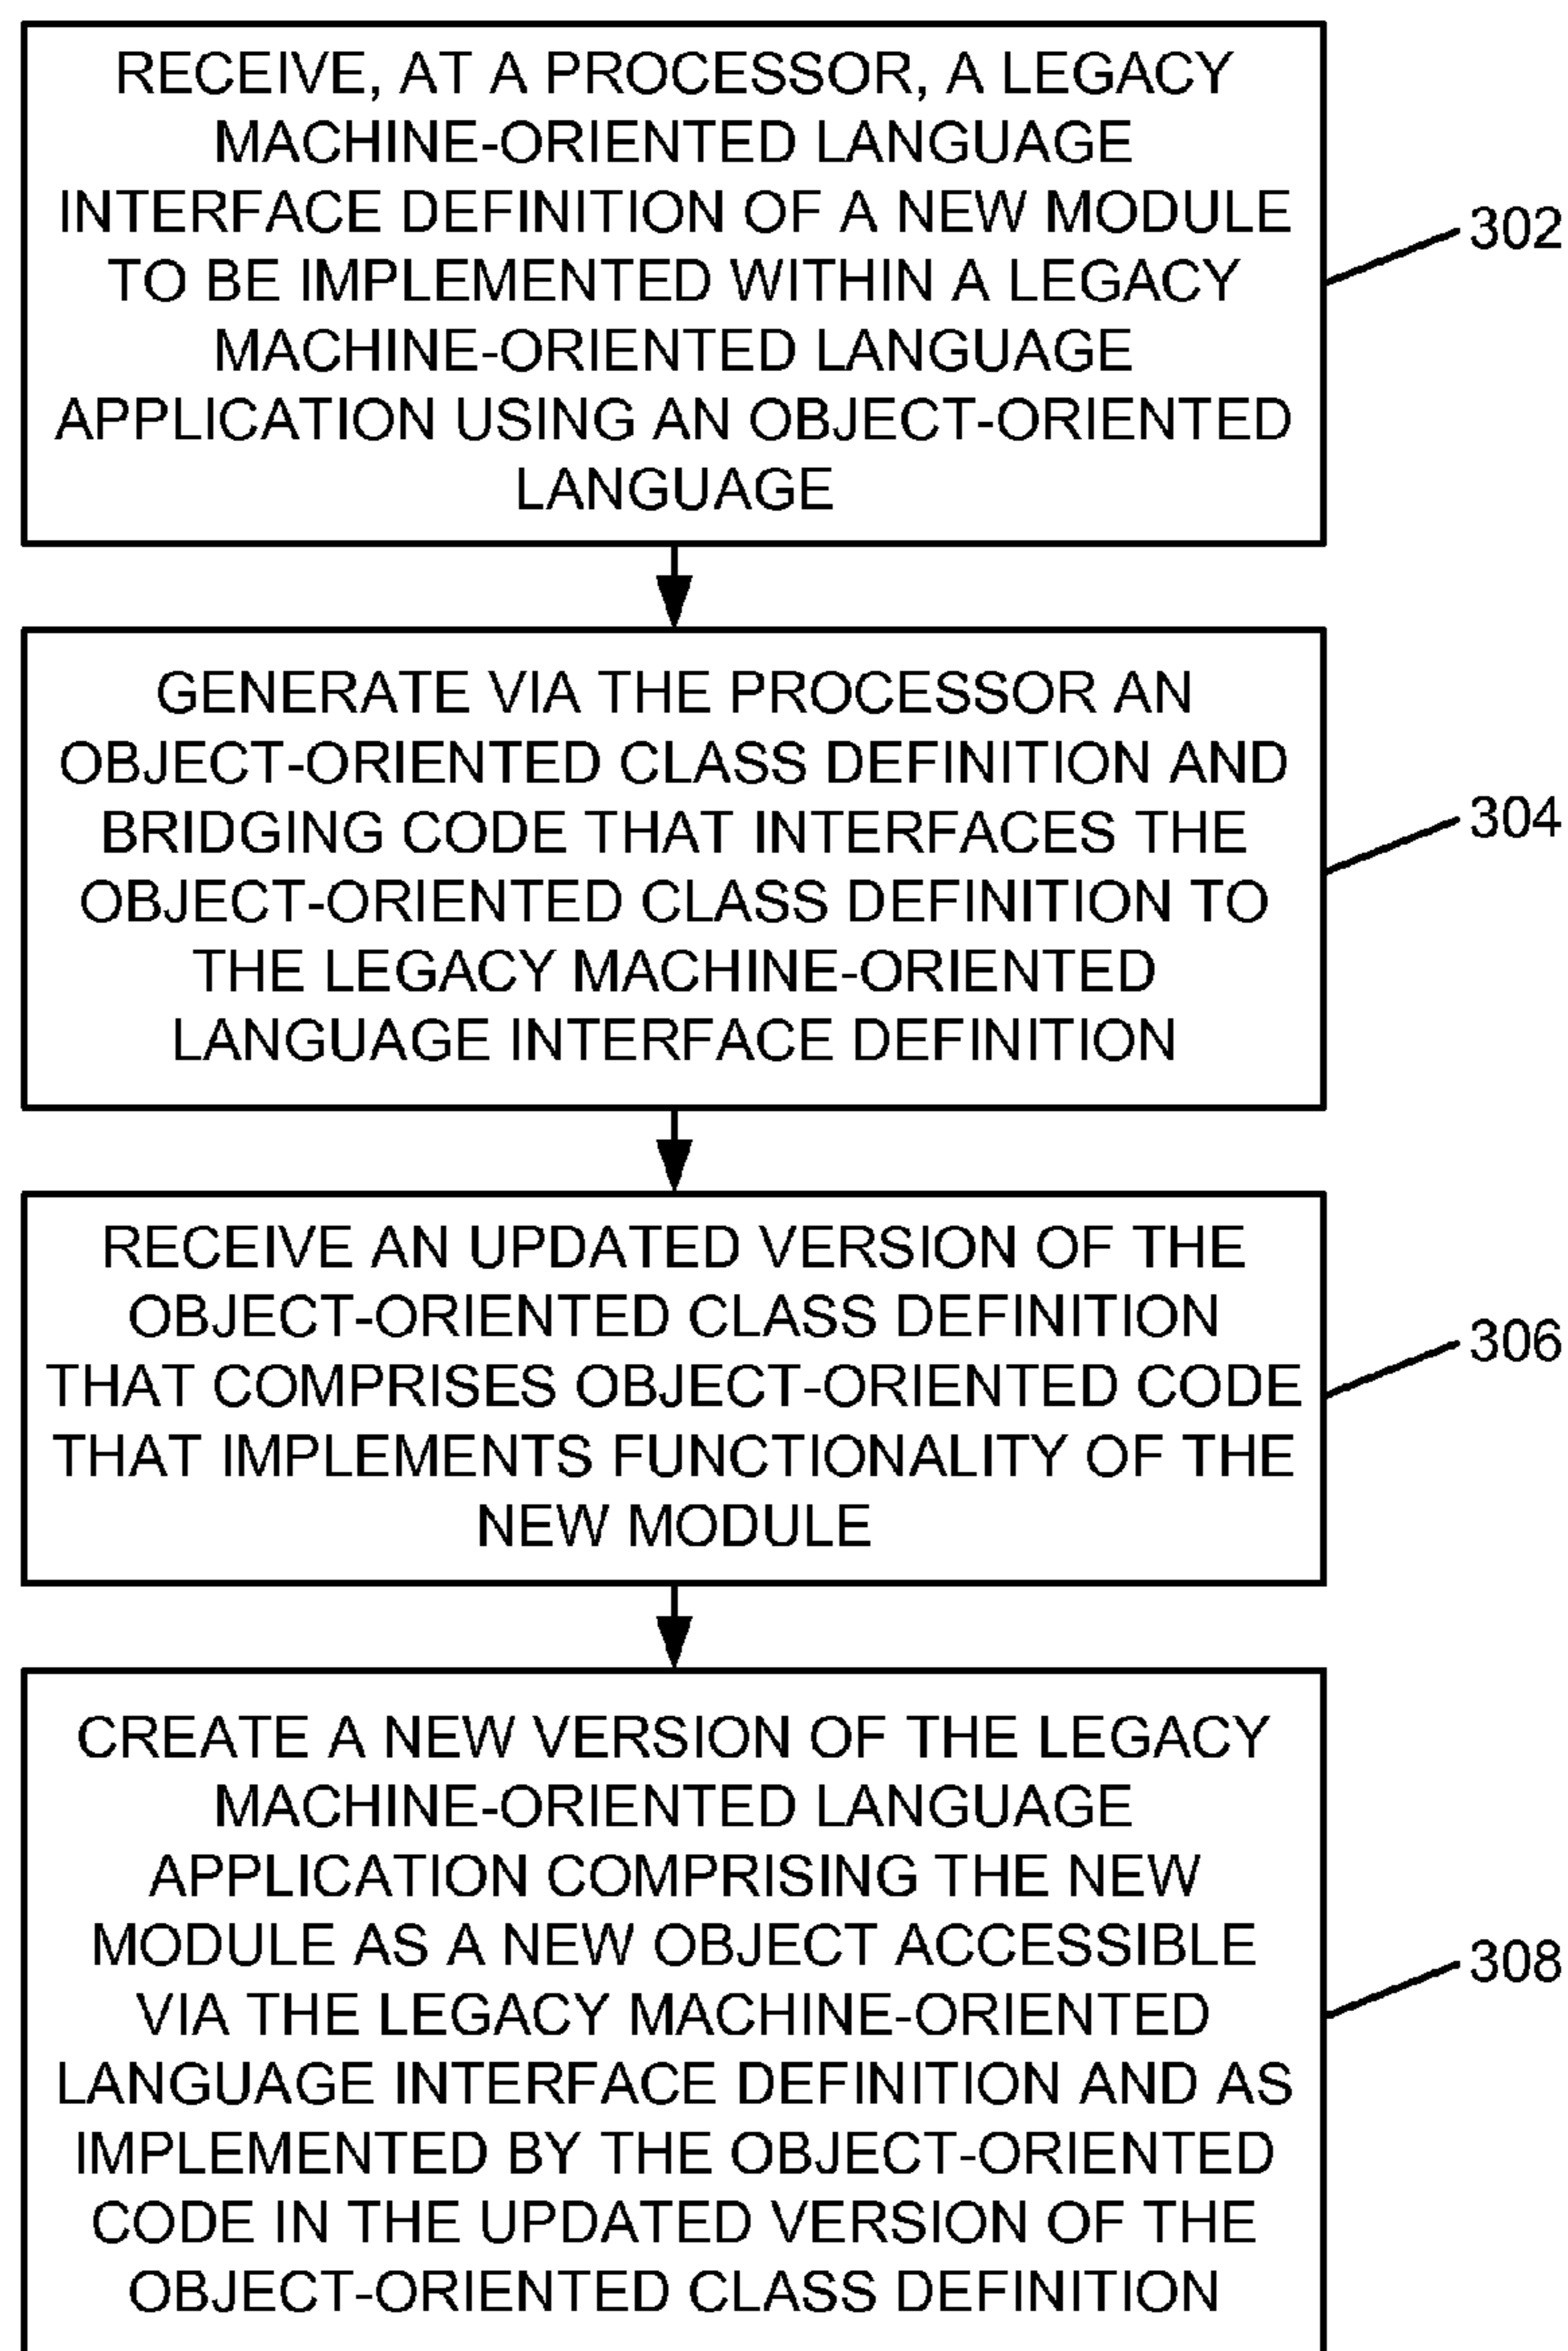 RECEIVE, AT A PROCESSOR, A LEGACY
MACHINE-ORIENTED LANGUAGE
INTERFACE DEFINITION OF A NEW MODULE
TO BE IMPLEMENTED WITHIN A LEGACY
MACHINE-ORIENTED LANGUAGE
APPLICATION USING AN OBJECT-ORIENTED
LANGUAGE
302
GENERATE VIA THE PROCESSOR AN
OBJECT-ORIENTED CLASS DEFINITION AND
BRIDGING CODE THAT INTERFACES THE
OBJECT-ORIENTED CLASS DEFINITION TO
THE LEGACY MACHINE-ORIENTED
LANGUAGE INTERFACE DEFINITION
304
RECEIVE AN UPDATED VERSION OF THE
OBJECT-ORIENTED CLASS DEFINITION
THAT COMPRISES OBJECT-ORIENTED CODE
THAT IMPLEMENTS FUNCTIONALITY OF THE
NEW MODULE
306
CREATE A NEW VERSION OF THE LEGACY
MACHINE-ORIENTED LANGUAGE
APPLICATION COMPRISING THE NEW
MODULE AS A NEW OBJECT ACCESSIBLE
VIA THE LEGACY MACHINE-ORIENTED
LANGUAGE INTERFACE DEFINITION AND AS
IMPLEMENTED BY THE OBJECT-ORIENTED
CODE IN THE UPDATED VERSION OF THE
OBJECT-ORIENTED CLASS DEFINITION
308